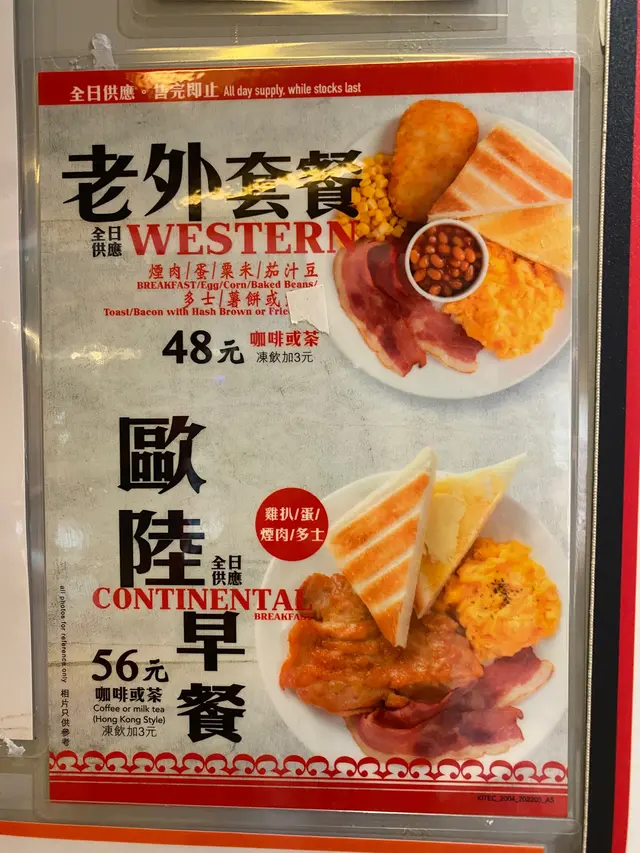 全日供應。售完即止 All day supply, while stocks last
老外套餐
全日供應
WESTERN
煙肉/蛋/粟米/茄汁豆
BREAKFAST/Egg/Corn/Baked Beans/
多士/薯餅或
Toast/Bacon with Hash Brown or
48元
咖啡或茶
凍飲加3元
歐陸早餐
全日供應
CONTINENTAL
BREAKFAST
雞扒/蛋/
煙肉/多士
56元
咖啡或茶
Coffee or milk tea
(Hong Kong Style)
凍飲加3元
all photos for reference only 相片只供參考
KITEC_2004_202203_A5